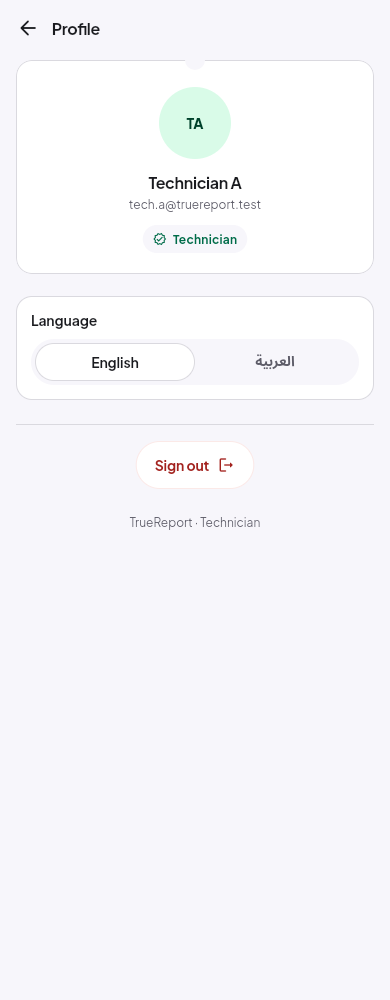 Profile
TA
Technician A
tech.a@truereport.test
Technician
Language
English
العربية
Sign out
TrueReport · Technician